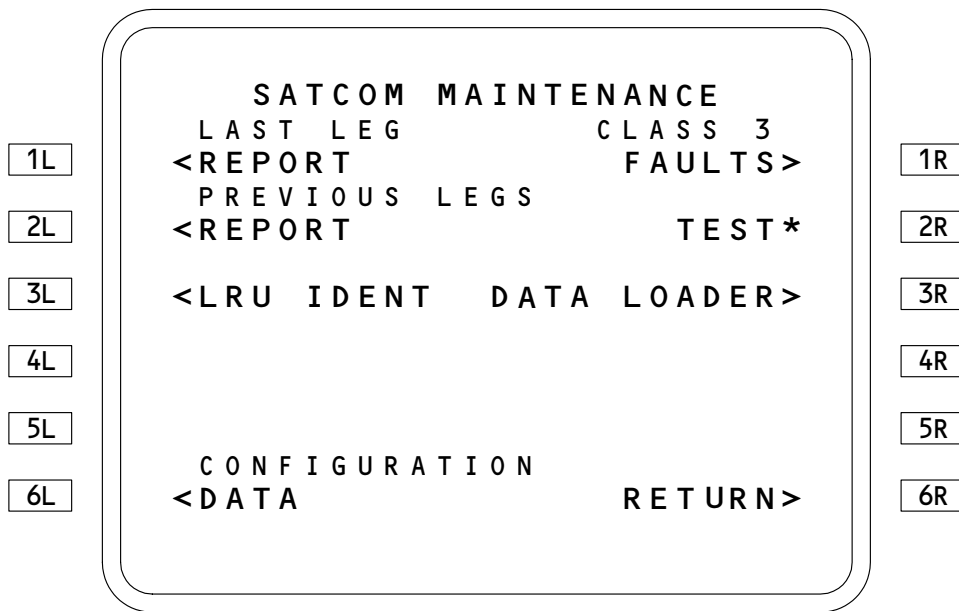 SATCOM MAINTENANCE
LAST LEG CLASS 3
1L <REPORT FAULTS> 1R
PREVIOUS LEGS
2L <REPORT TEST* 2R
3L <LRU IDENT DATA LOADER> 3R
4L 4R
5L 5R
CONFIGURATION
6L <DATA RETURN> 6R